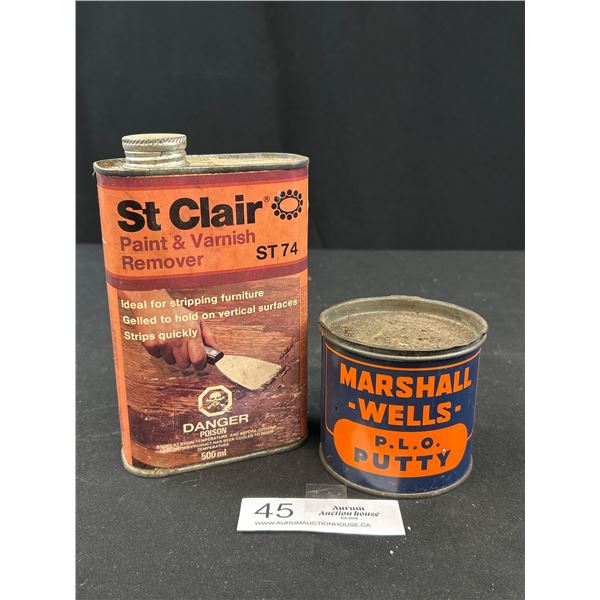 St Clair®
Paint & Varnish
Remover
ST 74
Ideal for stripping furniture
Gelled to hold on vertical surfaces
Strips quickly
DANGER
POISON
500 ml
MARSHALL
-WELLS-
P.L.O.
PUTTY
45
Aurum
Auction house
WWW.AURUMAUCTIONHOUSE.CA